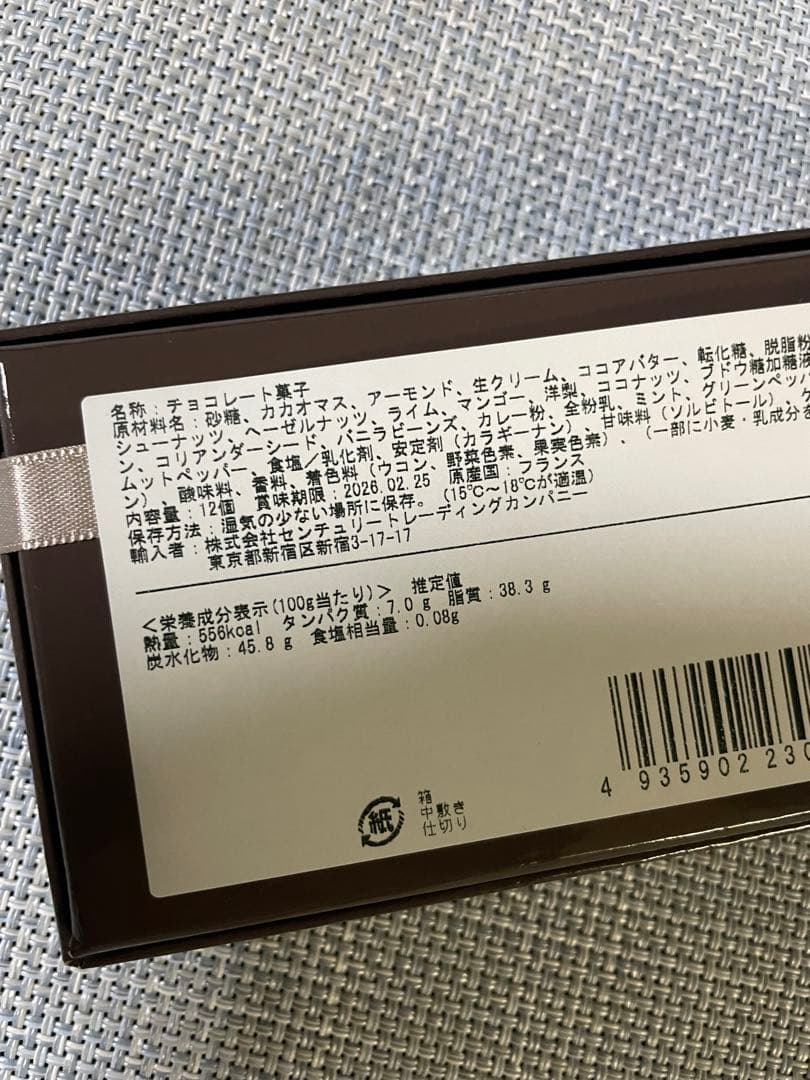 名称：チョコレート菓子
原材料名：砂糖、カカオマス、アーモンド、生クリーム、ココアバター、転化糖、脱脂粉
シューナッツ、ヘーゼルナッツ、ライム、マンゴー、洋梨、ココナッツ、ブドウ糖加糖液
ン、コリアンダーシード、バニラビーンズ、カレー粉、全粉乳、ミント、グリーンペッパ
ムットペッパー、食塩／乳化剤、安定剤（カラギーナン）、甘味料（ソルビトール）、ケ
ン）、酸味料、香料、着色料（ウコン、野菜色素、果実色素）、（一部に小麦・乳成分を
内容量：12個　賞味期限：2026.02.25　原産国：フランス
保存方法：湿気の少ない場所に保存。（15℃～18℃が適温）
輸入者：株式会社センチュリートレーディングカンパニー
東京都新宿区新宿3-17-17
＜栄養成分表示(100g当たり)＞　推定値
熱量：556kcal　タンパク質：7.0ｇ　脂質：38.3ｇ
炭水化物：45.8ｇ　食塩相当量：0.08g
4 935902 230
紙
箱
中敷き
仕切り